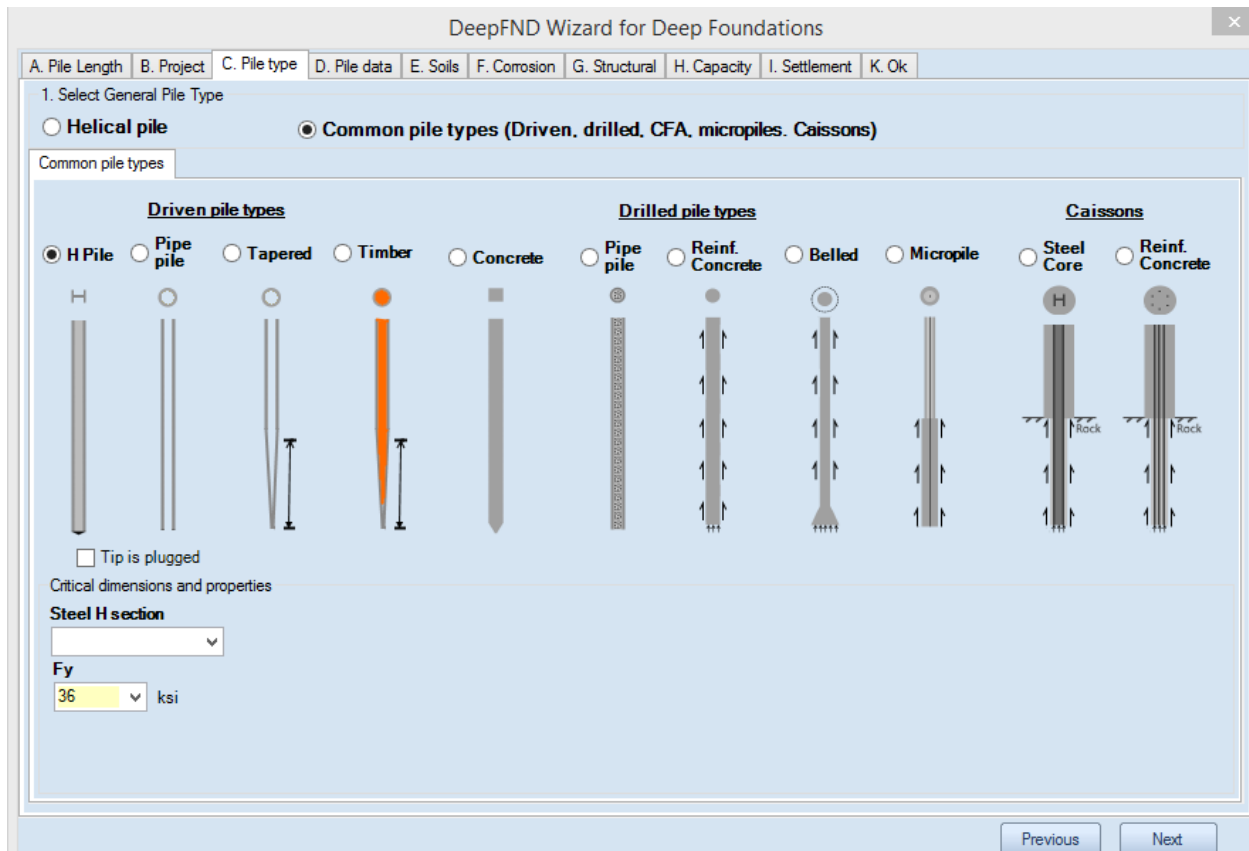 DeepFND Wizard for Deep Foundations
A. Pile Length B. Project C. Pile type D. Pile data E. Soils F. Corrosion G. Structural H. Capacity I. Settlement K. Ok
1. Select General Pile Type
Helical pile Common pile types (Driven, drilled, CFA, micropiles. Caissons)
Common pile types
Driven pile types Drilled pile types Caissons
H Pile Pipe pile Tapered Timber Concrete Pipe pile Reinf. Concrete Belled Micropile Steel Core Reinf. Concrete
H
Rock Rock
Tip is plugged
Critical dimensions and properties
Steel H section
Fy
36 ksi
Previous Next